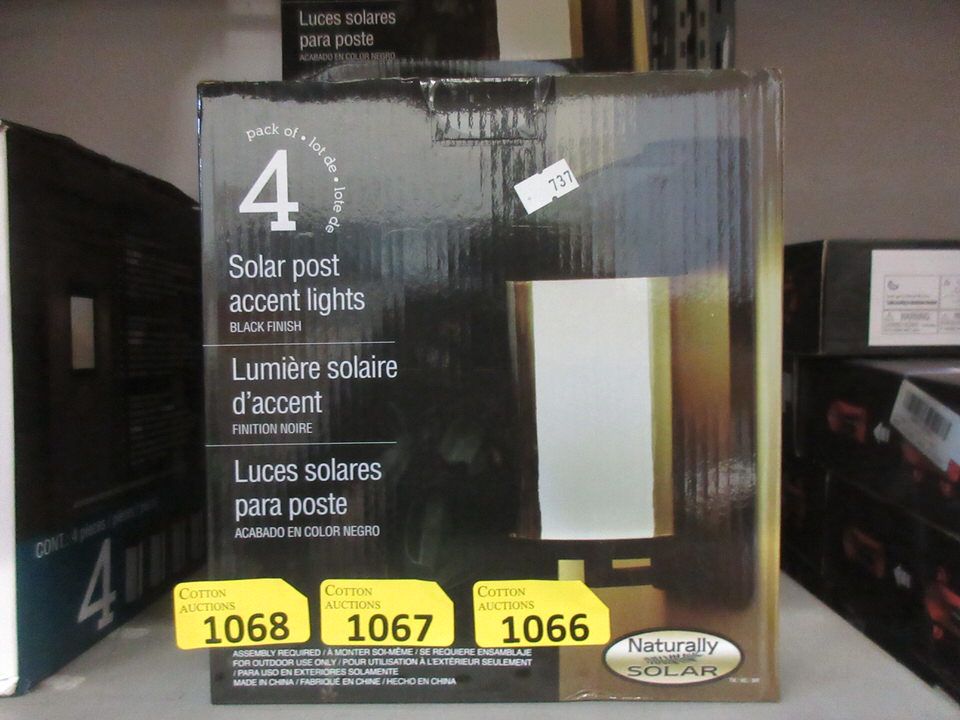 Luces solares
para poste
ACABADO EN COLOR NEGRO
pack of • lot de • lote de
4
737
Solar post
accent lights
BLACK FINISH
Lumière solaire
d'accent
FINITION NOIRE
Luces solares
para poste
ACABADO EN COLOR NEGRO
CONT. 4
4
WARNING
COTTON
AUCTIONS
1068
COTTON
AUCTIONS
1067
COTTON
AUCTIONS
1066
ASSEMBLY REQUIRED / À MONTER SOI-MÊME / SE REQUIERE ENSAMBLAJE
FOR OUTDOOR USE ONLY / POUR UTILISATION À L'EXTÉRIEUR SEULEMENT
/ PARA USO EN EXTERIORES SOLAMENTE
MADE IN CHINA / FABRIQUÉ EN CHINE / HECHO EN CHINA
Naturally
SOLAR